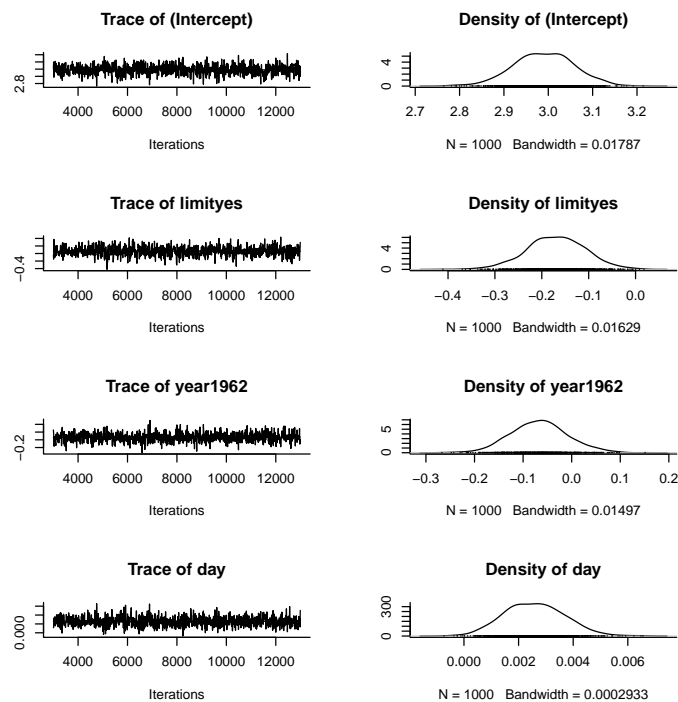 Trace of (Intercept)
2.8
4000 6000 8000 10000 12000
Iterations
Density of (Intercept)
0 4
2.7 2.8 2.9 3.0 3.1 3.2
N = 1000 Bandwidth = 0.01787
Trace of limityes
−0.4
4000 6000 8000 10000 12000
Iterations
Density of limityes
0 4
−0.4 −0.3 −0.2 −0.1 0.0
N = 1000 Bandwidth = 0.01629
Trace of year1962
−0.2
4000 6000 8000 10000 12000
Iterations
Density of year1962
0 5
−0.3 −0.2 −0.1 0.0 0.1 0.2
N = 1000 Bandwidth = 0.01497
Trace of day
0.000
4000 6000 8000 10000 12000
Iterations
Density of day
0 300
0.000 0.002 0.004 0.006
N = 1000 Bandwidth = 0.0002933